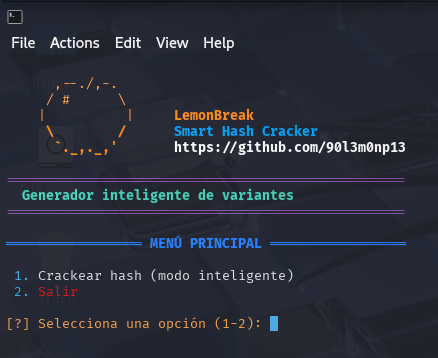 File Actions Edit View Help
LemonBreak
Smart Hash Cracker
https://github.com/90l3m0np13
Generador inteligente de variantes
MENÚ PRINCIPAL
1. Crackear hash (modo inteligente)
2. Salir
[?] Selecciona una opción (1-2):